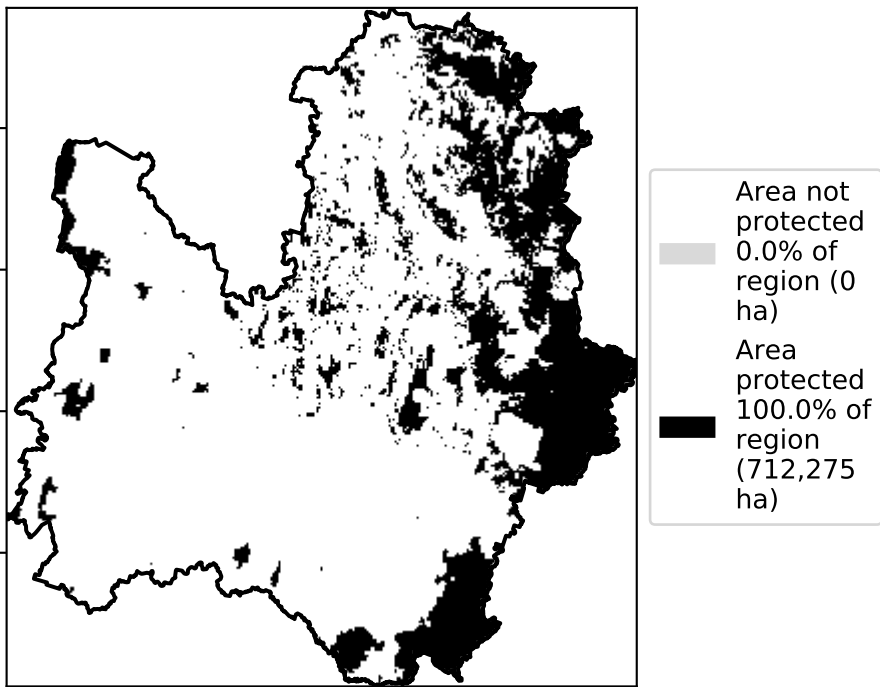 Area not
protected
0.0% of
region (0
ha)
Area
protected
100.0% of
region
(712,275
ha)